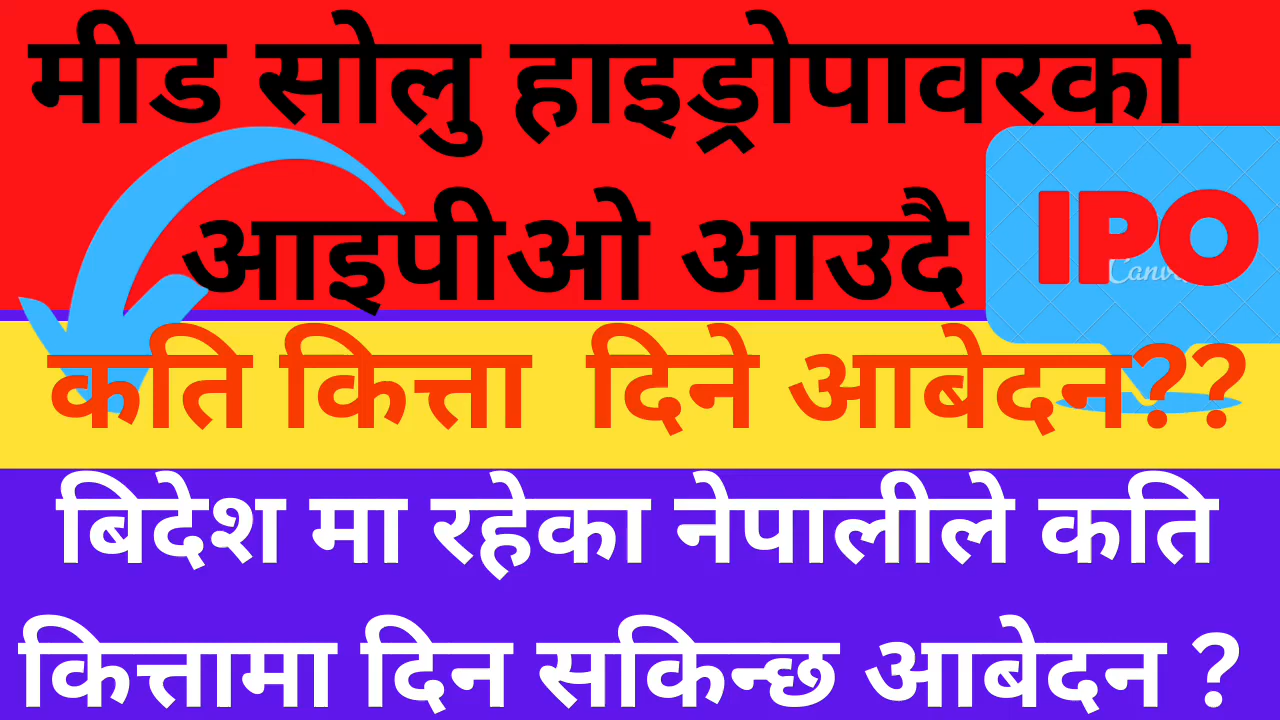 मीड सोलु हाइड्रोपावरको
आइपीओ आउदै
IPO
कति कित्ता दिने आबेदन??
बिदेश मा रहेका नेपालीले कति
कित्तामा दिन सकिन्छ आबेदन ?